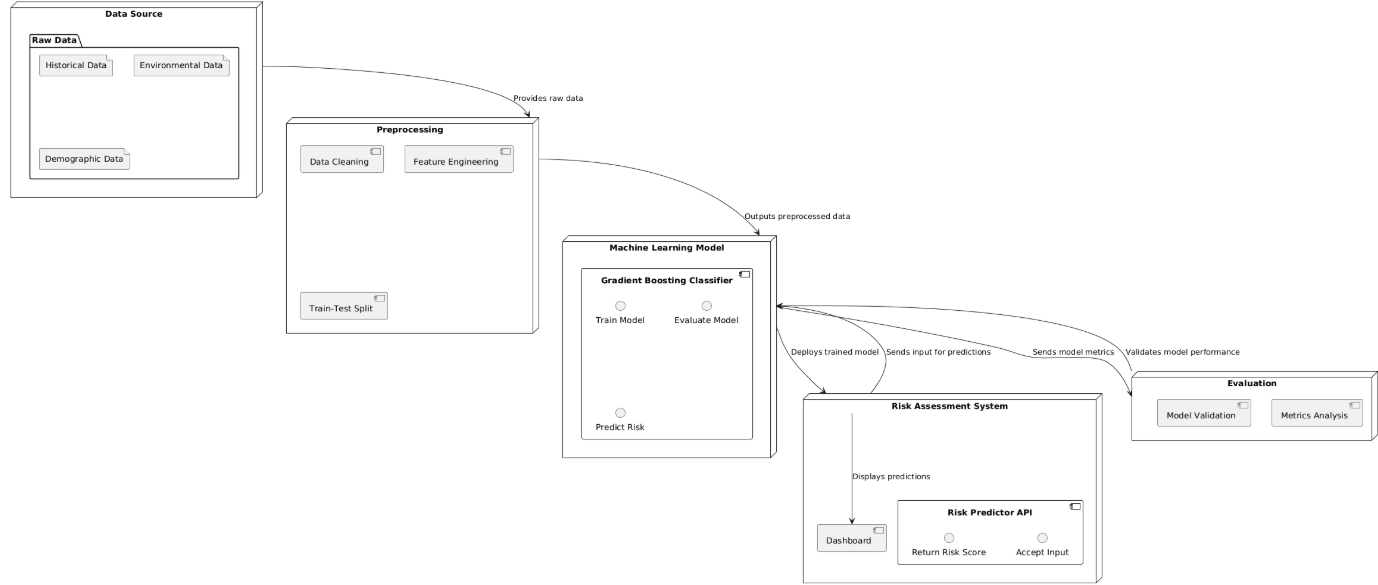 Data Source
Raw Data
Historical Data
Environmental Data
Demographic Data
Provides raw data
Preprocessing
Data Cleaning
Feature Engineering
Train-Test Split
Outputs preprocessed data
Machine Learning Model
Gradient Boosting Classifier
Train Model
Evaluate Model
Predict Risk
Deploys trained model
Sends input for predictions
Sends model metrics
Validates model performance
Evaluation
Model Validation
Metrics Analysis
Risk Assessment System
Displays predictions
Dashboard
Risk Predictor API
Return Risk Score
Accept Input